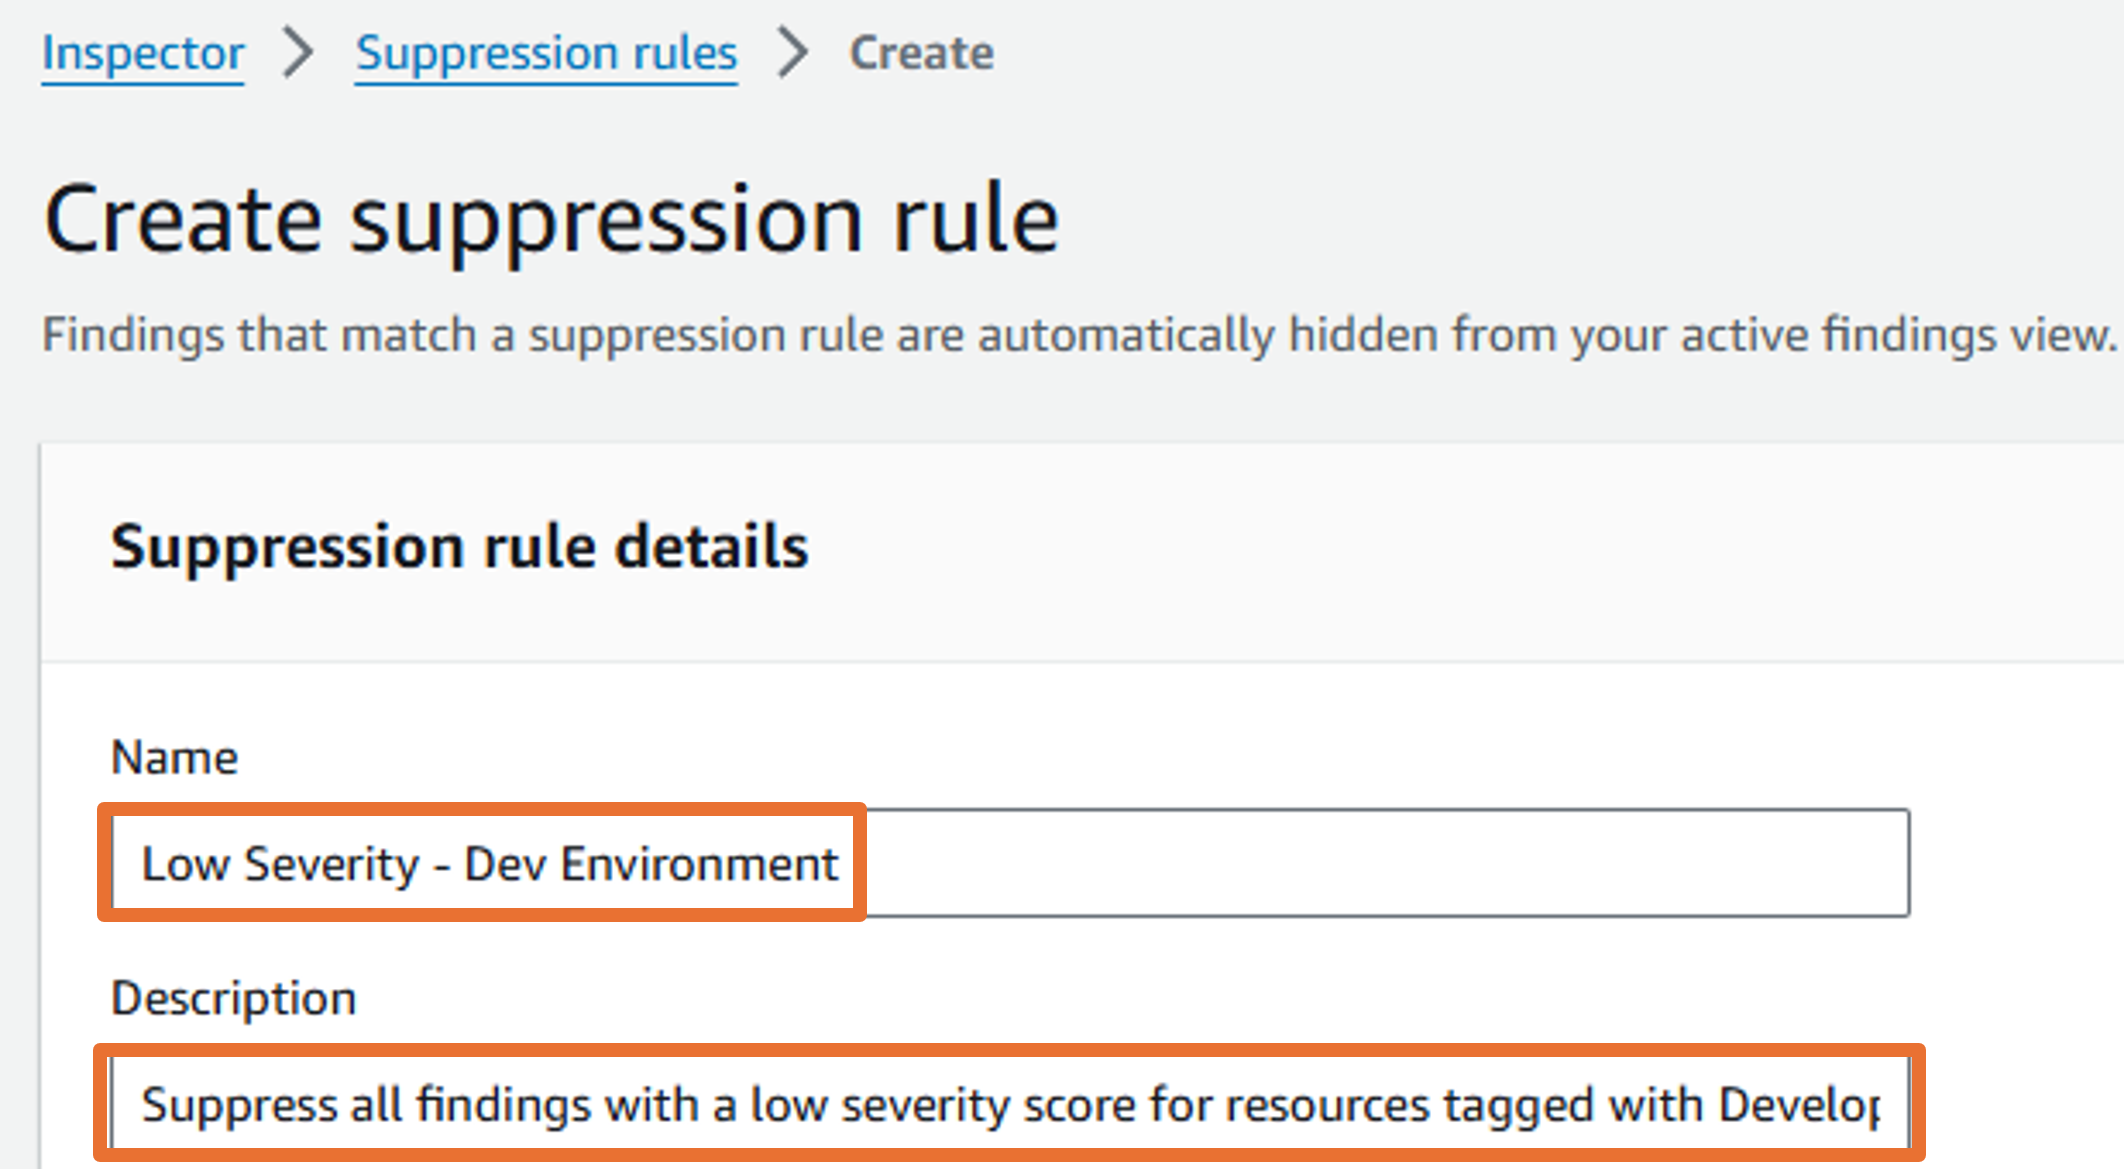 Inspector > Suppression rules > Create
Create suppression rule
Findings that match a suppression rule are automatically hidden from your active findings view.
Suppression rule details
Name
Low Severity - Dev Environment
Description
Suppress all findings with a low severity score for resources tagged with Develop